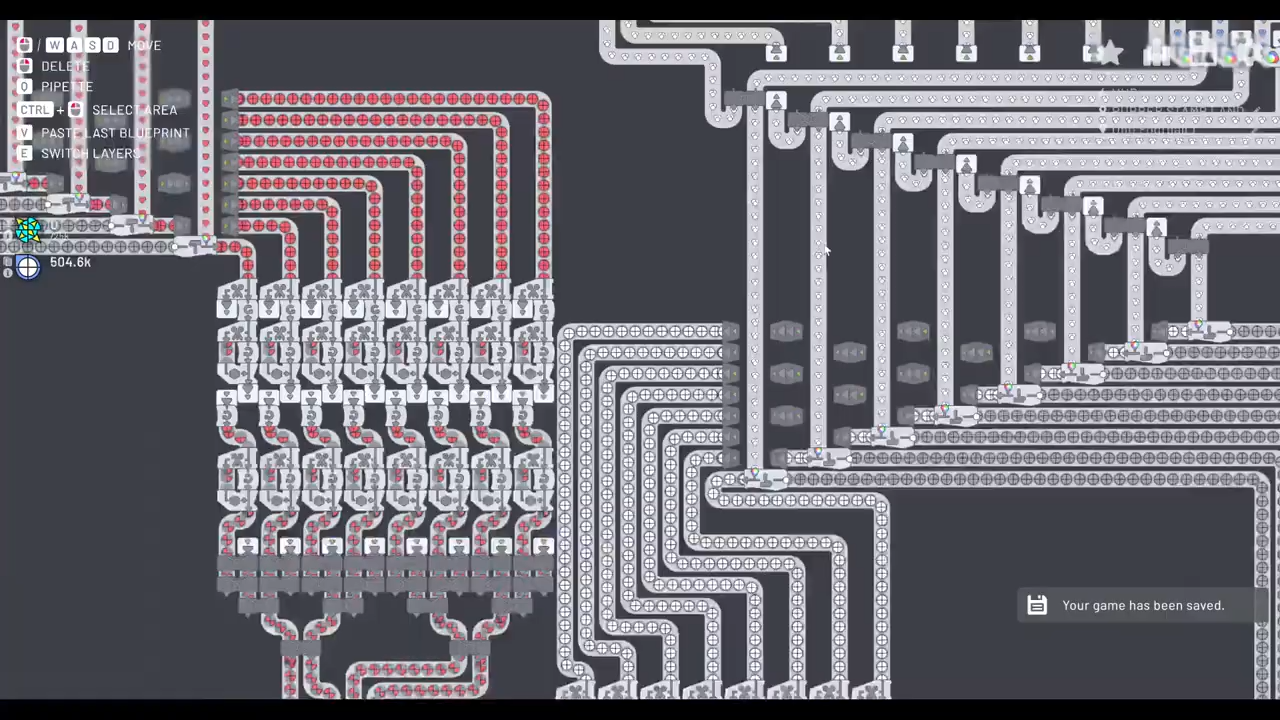 / W A S D MOVE
DELETE
Q PIPETTE
CTRL + SELECT AREA
V PASTE LAST BLUEPRINT
E SWITCH LAYERS
504.6k
Your game has been saved.